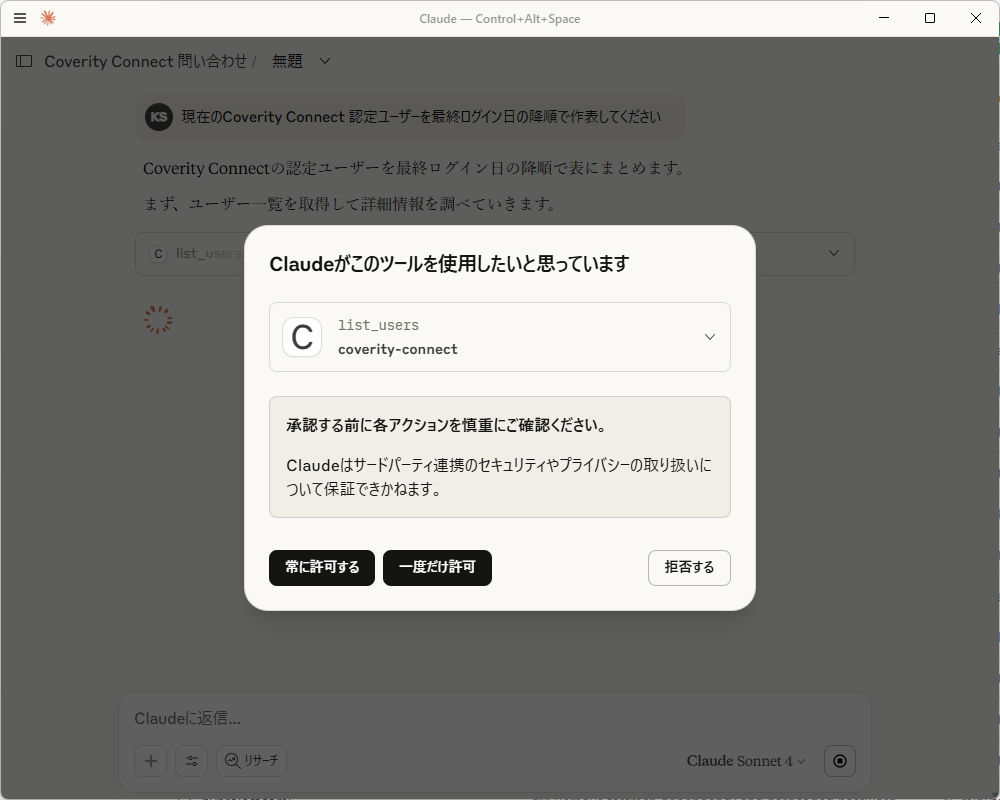 Claude — Control+Alt+Space
Coverity Connect 問い合わせ / 無題
KS 現在のCoverity Connect 認定ユーザーを最終ログイン日の降順で作表してください
Coverity Connectの認定ユーザーを最終ログイン日の降順で表にまとめます。
まず、ユーザー一覧を取得して詳細情報を調べていきます。
C list_users
Claudeがこのツールを使用したいと思っています
C
list_users
coverity-connect
承認する前に各アクションを慎重にご確認ください。
Claudeはサードパーティ連携のセキュリティやプライバシーの取り扱いに
ついて保証できかねます。
常に許可する 一度だけ許可 拒否する
Claudeに返信...
リサーチ Claude Sonnet 4